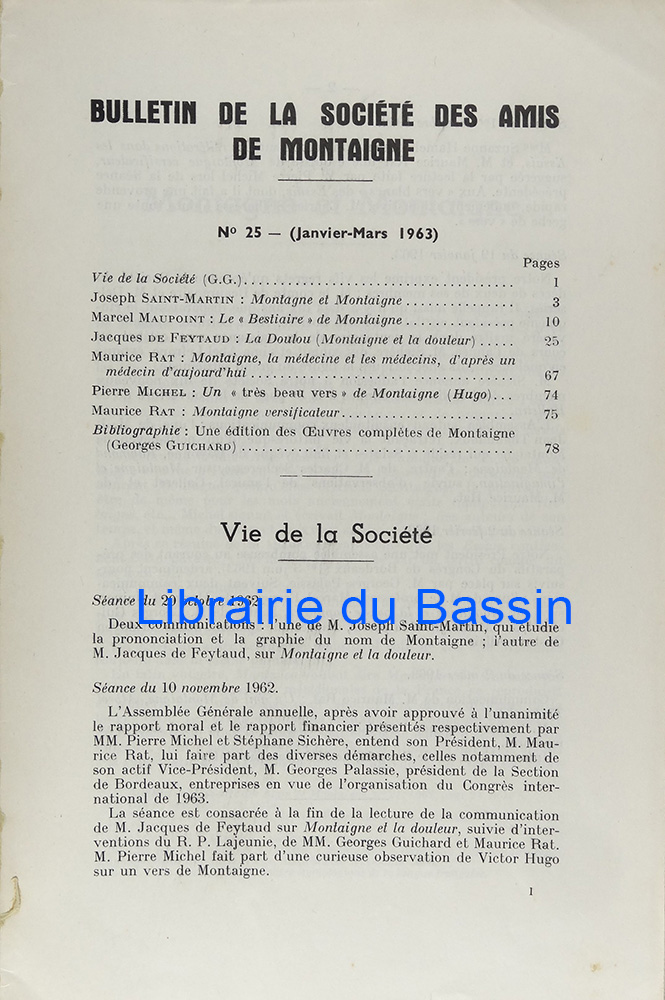 BULLETIN DE LA SOCIÉTÉ DES AMIS
DE MONTAIGNE
Nº 25 — (Janvier-Mars 1963)
Pages
Vie de la Société (G.G.)..................................... 1
Joseph SAINT-MARTIN : Montagne et Montaigne ............... 3
Marcel MAUPOINT : Le « Bestiaire » de Montaigne ............ 10
Jacques DE FEYTAUD : La Doulou (Montaigne et la douleur) ..... 25
Maurice RAT : Montaigne, la médecine et les médecins, d'après un
médecin d'aujourd'hui .................................... 67
Pierre MICHEL : Un « très beau vers » de Montaigne (Hugo)... 74
Maurice RAT : Montaigne versificateur........................ 75
Bibliographie : Une édition des Œuvres complètes de Montaigne
(Georges GUICHARD) ..................................... 78
Vie de la Société
Séance du 20 octobre 1962
Librairie du Bassin
Deux communications : l'une de M. Joseph Saint-Martin, qui étudie
la prononciation et la graphie du nom de Montaigne ; l'autre de
M. Jacques de Feytaud, sur Montaigne et la douleur.
Séance du 10 novembre 1962.
L'Assemblée Générale annuelle, après avoir approuvé à l'unanimité
le rapport moral et le rapport financier présentés respectivement par
MM. Pierre Michel et Stéphane Sichère, entend son Président, M. Mau-
rice Rat, lui faire part des diverses démarches, celles notamment de
son actif Vice-Président, M. Georges Palassie, président de la Section
de Bordeaux, entreprises en vue de l'organisation du Congrès inter-
national de 1963.
La séance est consacrée à la fin de la lecture de la communication
de M. Jacques de Feytaud sur Montaigne et la douleur, suivie d'inter-
ventions du R. P. Lajeunie, de MM. Georges Guichard et Maurice Rat.
M. Pierre Michel fait part d'une curieuse observation de Victor Hugo
sur un vers de Montaigne.
I